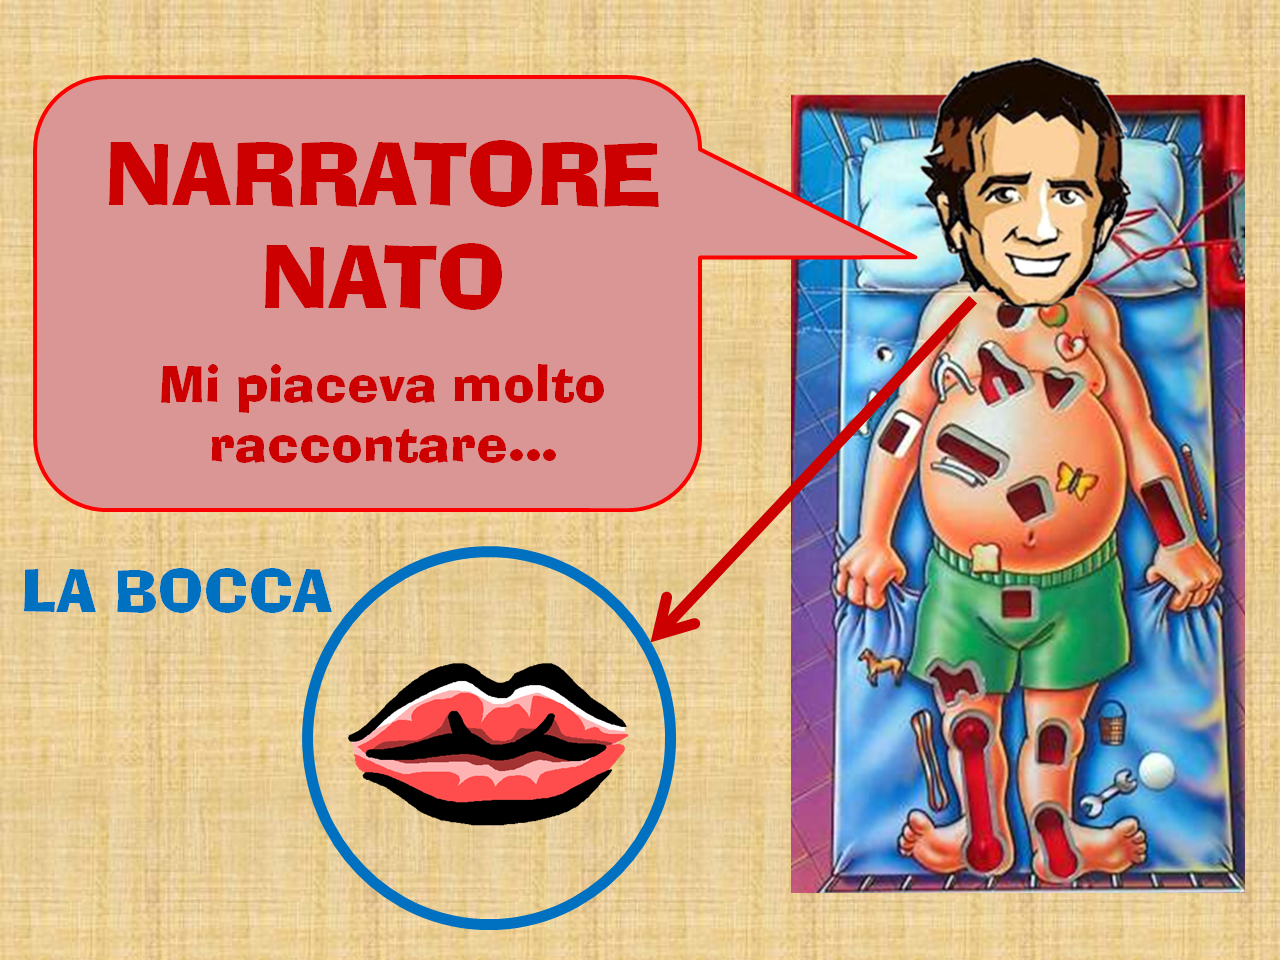 NARRATORE
NATO
Mi piaceva molto
raccontare...
LA BOCCA